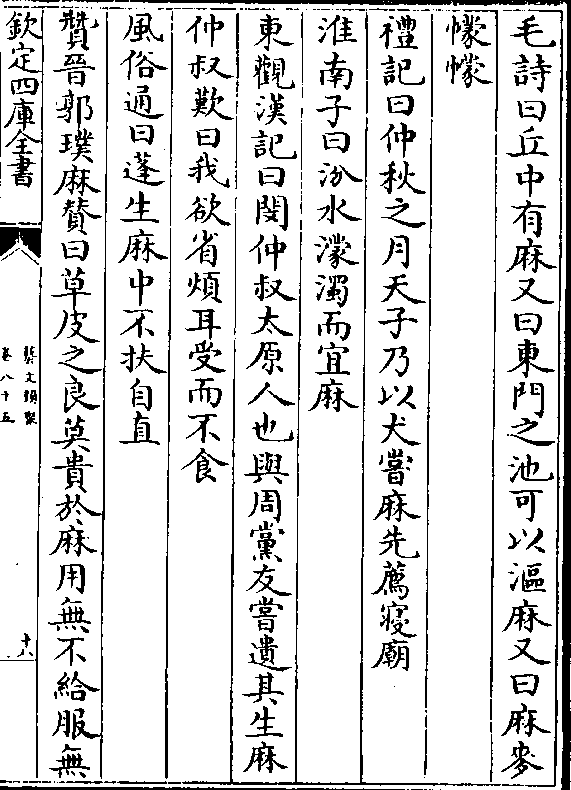 毛詩曰丘中有麻又曰東門之池可以漚麻又曰麻麥
幪幪
禮記曰仲秋之月天子乃以犬嘗麻先薦寢廟
淮南子曰汾水濛濁而宜麻
東觀漢記曰閔仲叔太原人也與周黨友嘗遺其生麻
仲叔歎曰我欲省煩耳受而不食
風俗通曰蓬生麻中不扶自直
贊晉郭璞麻贊曰草皮之良莫貴於麻用無不給服無
欽定四庫全書
藝文類聚
卷八十五
十八